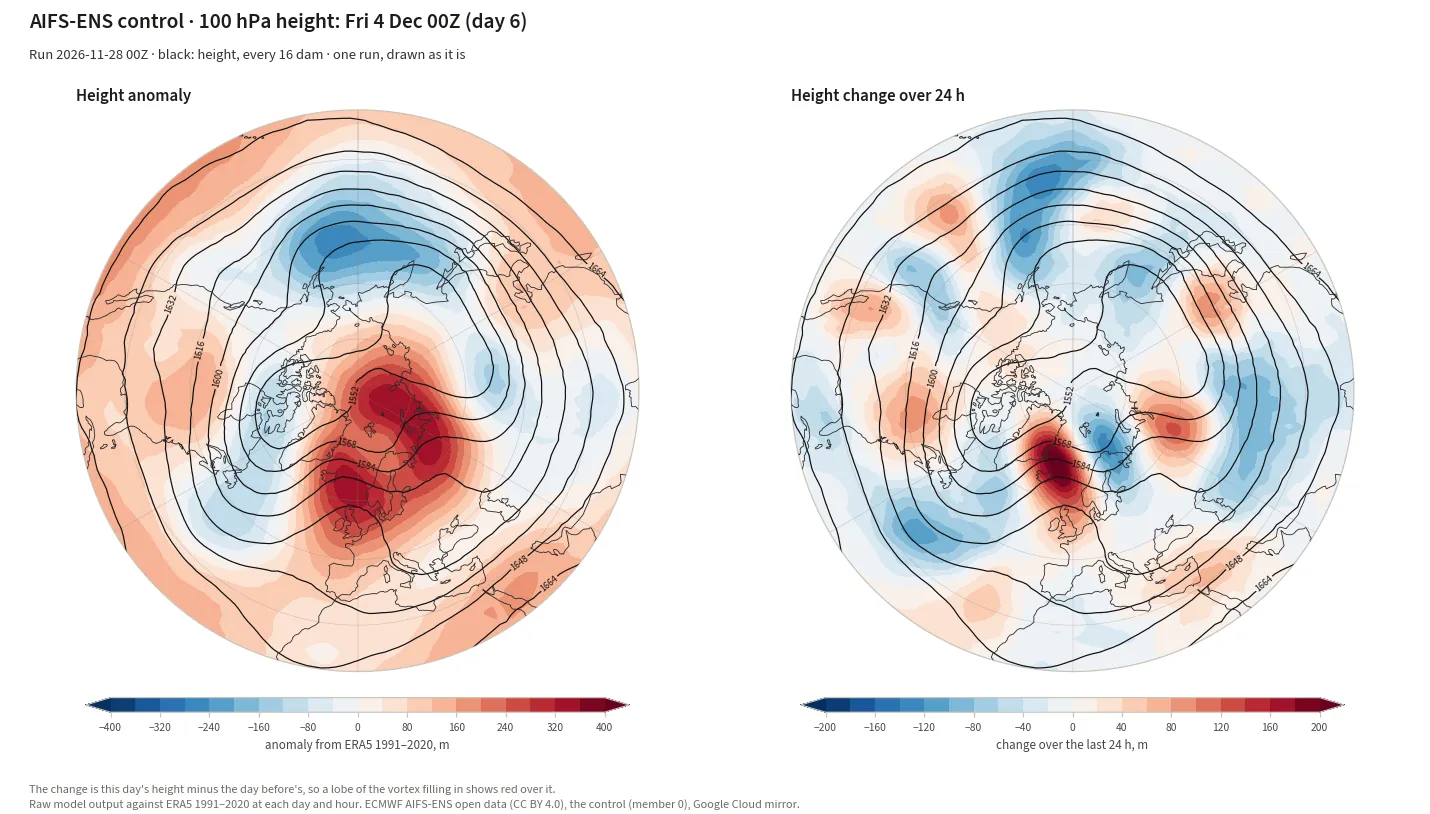 AIFS-ENS control · 100 hPa height: Fri 4 Dec 00Z (day 6)
Run 2026-11-28 00Z · black: height, every 16 dam · one run, drawn as it is
Height anomaly
1664
1632
1616
1600
1552
1568
1584
1648
1664
−400 −320 −240 −160 −80 0 80 160 240 320 400
anomaly from ERA5 1991–2020, m
Height change over 24 h
1664
1632
1616
1600
1552
1568
1584
1648
1664
−200 −160 −120 −80 −40 0 40 80 120 160 200
change over the last 24 h, m
The change is this day's height minus the day before's, so a lobe of the vortex filling in shows red over it.
Raw model output against ERA5 1991–2020 at each day and hour. ECMWF AIFS-ENS open data (CC BY 4.0), the control (member 0), Google Cloud mirror.